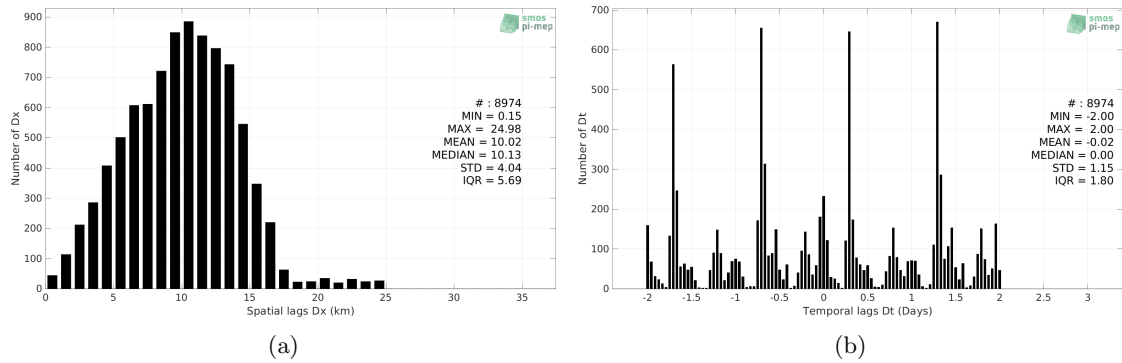 900
800
700
600
500
400
300
200
100
0
Number of Dx
0 5 10 15 20 25 30 35
Spatial lags Dx (km)
smos
pi-mep
# : 8974
MIN = 0.15
MAX = 24.98
MEAN = 10.02
MEDIAN = 10.13
STD = 4.04
IQR = 5.69
(a)
700
600
500
400
300
200
100
0
Number of Dt
-2 -1.5 -1 -0.5 0 0.5 1 1.5 2 2.5 3
Temporal lags Dt (Days)
smos
pi-mep
# : 8974
MIN = -2.00
MAX = 2.00
MEAN = -0.02
MEDIAN = 0.00
STD = 1.15
IQR = 1.80
(b)